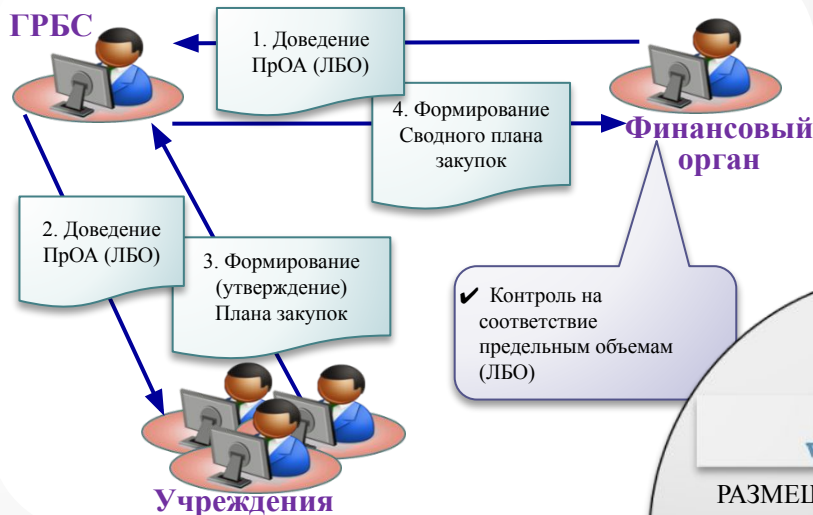 ГРБС
1. Доведение
ПрОА (ЛБО)
4. Формирование
Сводного плана
закупок
Финансовый
орган
2. Доведение
ПрОА (ЛБО)
3. Формирование
(утверждение)
Плана закупок
✔ Контроль на
соответствие
предельным объемам
(ЛБО)
Учреждения